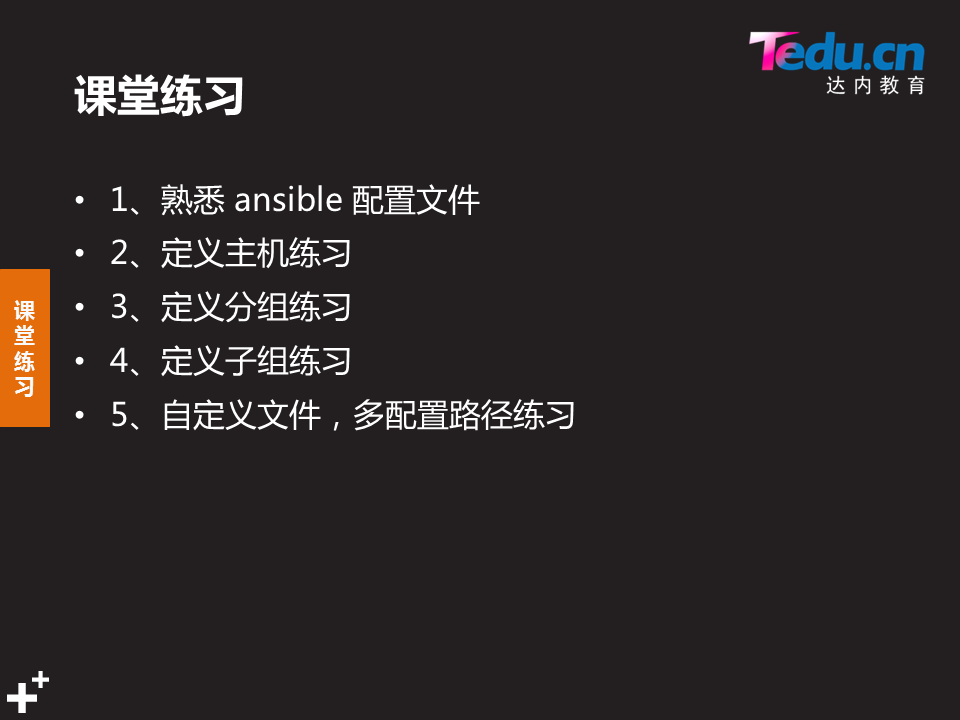 Tedu.cn
达内教育
课堂练习
• 1、熟悉 ansible 配置文件
• 2、定义主机练习
• 3、定义分组练习
• 4、定义子组练习
• 5、自定义文件，多配置路径练习
课
堂
练
习